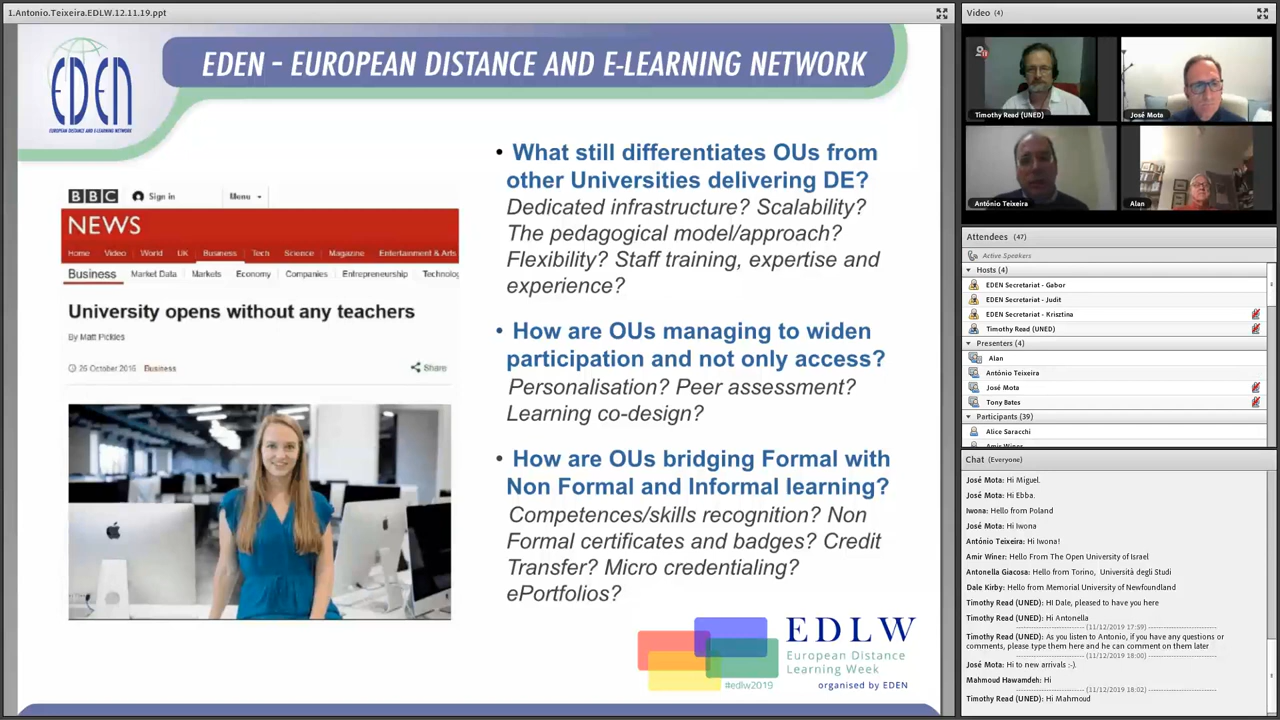 1.Antonio.Teixeira.EDLW.12.11.19.ppt
EDEN
EUROPEAN DISTANCE AND E-LEARNING NETWORK
EDEN - EUROPEAN DISTANCE AND E-LEARNING NETWORK
BBC Sign in Menu
NEWS
Home Video World UK Business Tech Science Magazine Entertainment & Arts
Business Market Data Markets Economy Companies Entrepreneurship Technolog
University opens without any teachers
By Matt Pickles
26 October 2016 Business Share
• What still differentiates OUs from
other Universities delivering DE?
Dedicated infrastructure? Scalability?
The pedagogical model/approach?
Flexibility? Staff training, expertise and
experience?
• How are OUs managing to widen
participation and not only access?
Personalisation? Peer assessment?
Learning co-design?
• How are OUs bridging Formal with
Non Formal and Informal learning?
Competences/skills recognition? Non
Formal certificates and badges? Credit
Transfer? Micro credentialing?
ePortfolios?
EDLW
European Distance
Learning Week
#edlw2019 organised by EDEN
Video (4)
Timothy Read (UNED)
José Mota
António Teixeira
Alan
Attendees (47)
Active Speakers
Hosts (4)
EDEN Secretariat - Gabor
EDEN Secretariat - Judit
EDEN Secretariat - Krisztina
Timothy Read (UNED)
Presenters (4)
Alan
António Teixeira
José Mota
Tony Bates
Participants (39)
Alice Saracchi
Amir Winer
Chat (Everyone)
José Mota: Hi Miguel.
José Mota: Hi Ebba.
Iwona: Hello from Poland
José Mota: Hi Iwona
António Teixeira: Hi Iwona!
Amir Winer: Hello From The Open University of Israel
Antonella Giacosa: Hello from Torino, Università degli Studi
Dale Kirby: Hello from Memorial University of Newfoundland
Timothy Read (UNED): HI Dale, pleased to have you here
Timothy Read (UNED): Hi Antonella
(11/12/2019 17:59)
Timothy Read (UNED): As you listen to Antonio, if you have any questions or
comments, please type them here and he can comment on them later
(11/12/2019 18:00)
José Mota: Hi to new arrivals :-).
Mahmoud Hawamdeh: Hi
(11/12/2019 18:02)
Timothy Read (UNED): Hi Mahmoud